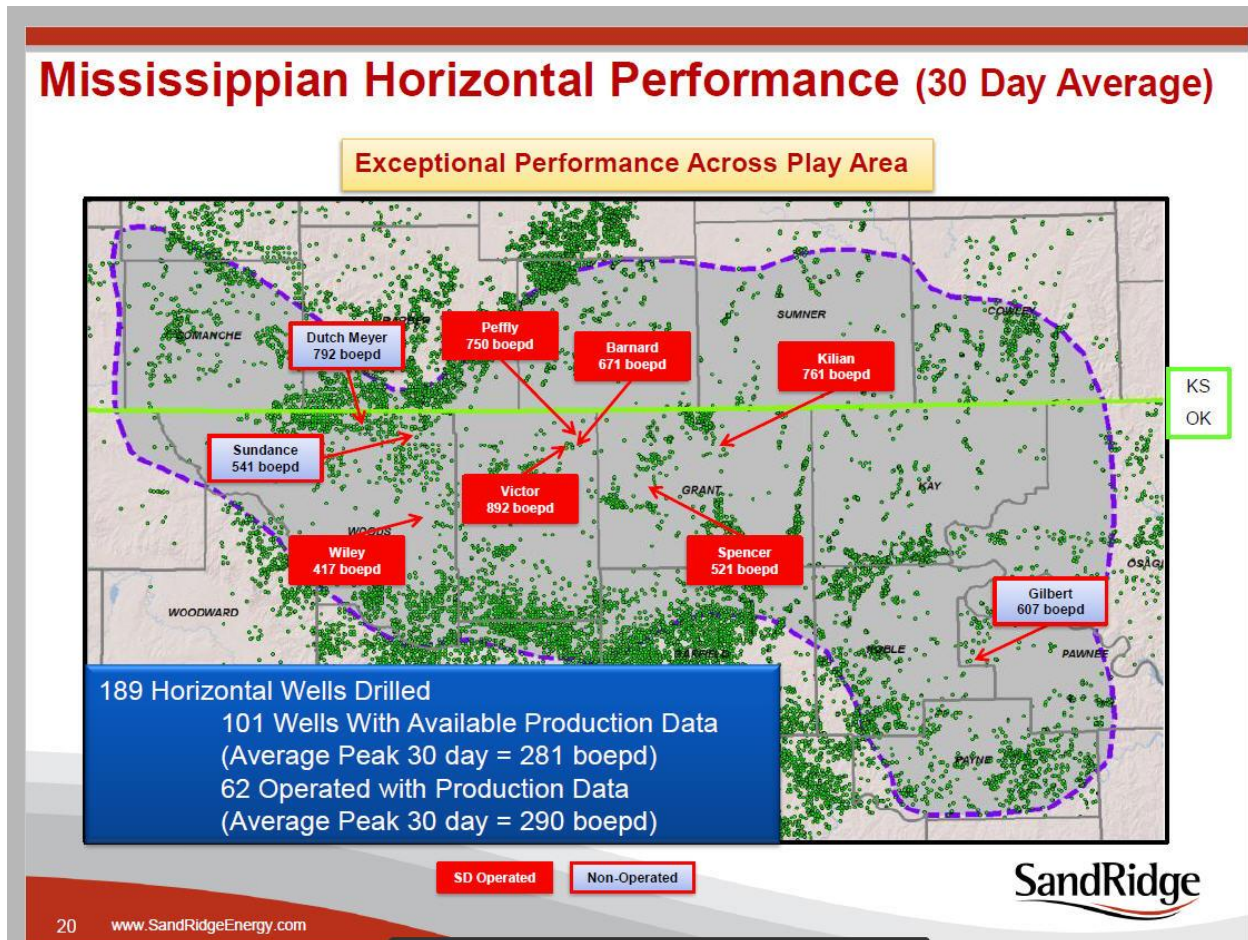 Mississippian Horizontal Performance (30 Day Average)
Exceptional Performance Across Play Area
COMANCHE
BARBER
SUMNER
COWLEY
Dutch Meyer
792 boepd
Peffly
750 boepd
Barnard
671 boepd
Kilian
761 boepd
KS
OK
Sundance
541 boepd
Victor
892 boepd
GRANT
KAY
WOODS
Wiley
417 boepd
Spencer
521 boepd
OSAG
Gilbert
607 boepd
WOODWARD
GARFIELD
NOBLE
PAWNEE
PAYNE
189 Horizontal Wells Drilled
101 Wells With Available Production Data
(Average Peak 30 day = 281 boepd)
62 Operated with Production Data
(Average Peak 30 day = 290 boepd)
SD Operated
Non-Operated
SandRidge
20 www.SandRidgeEnergy.com